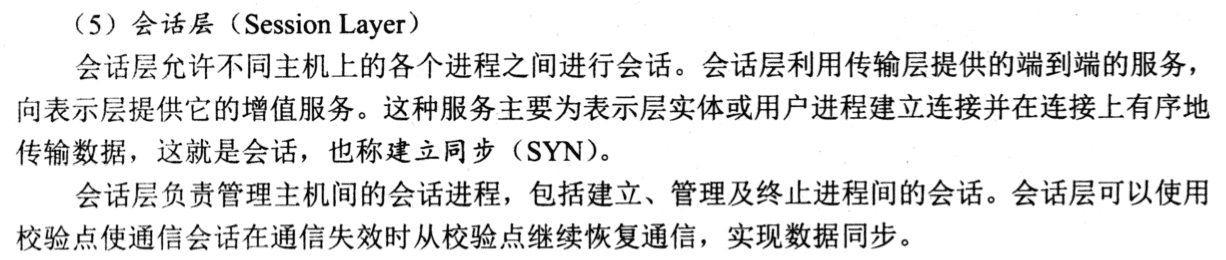 （5）会话层（Session Layer）
会话层允许不同主机上的各个进程之间进行会话。会话层利用传输层提供的端到端的服务，
向表示层提供它的增值服务。这种服务主要为表示层实体或用户进程建立连接并在连接上有序地
传输数据，这就是会话，也称建立同步（SYN）。
会话层负责管理主机间的会话进程，包括建立、管理及终止进程间的会话。会话层可以使用
校验点使通信会话在通信失效时从校验点继续恢复通信，实现数据同步。